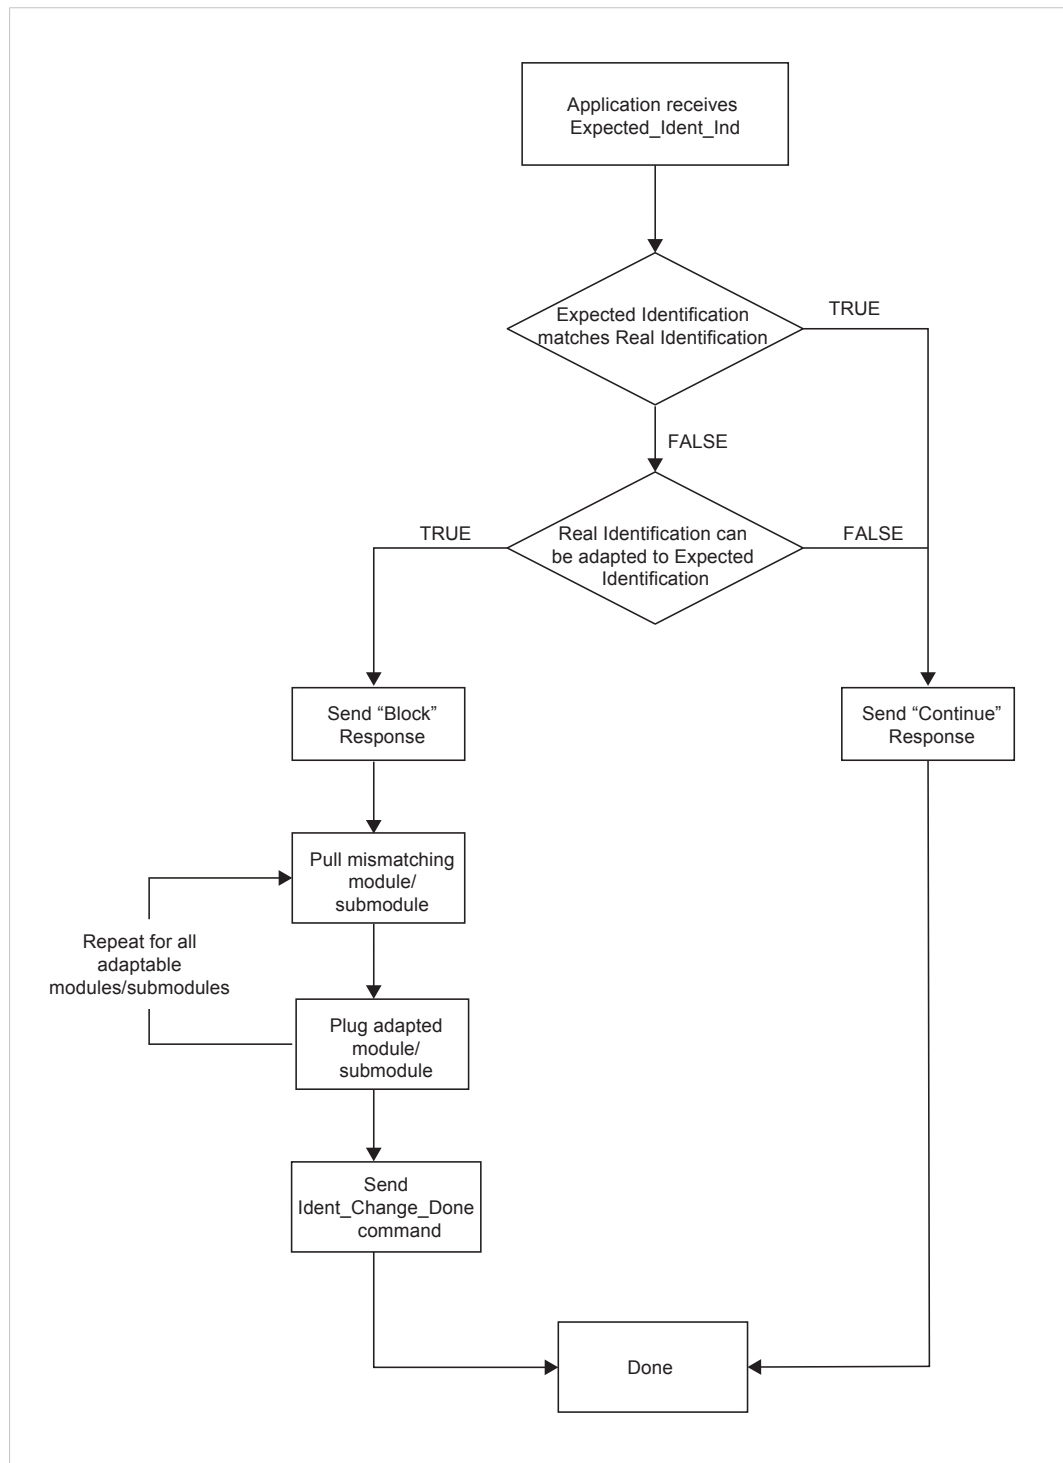 Application receives
Expected_Ident_Ind
Expected Identification
matches Real Identification
TRUE
FALSE
Real Identification can
be adapted to Expected
Identification
TRUE
FALSE
Send “Block”
Response
Send “Continue”
Response
Pull mismatching
module/
submodule
Repeat for all
adaptable
modules/submodules
Plug adapted
module/
submodule
Send
Ident_Change_Done
command
Done